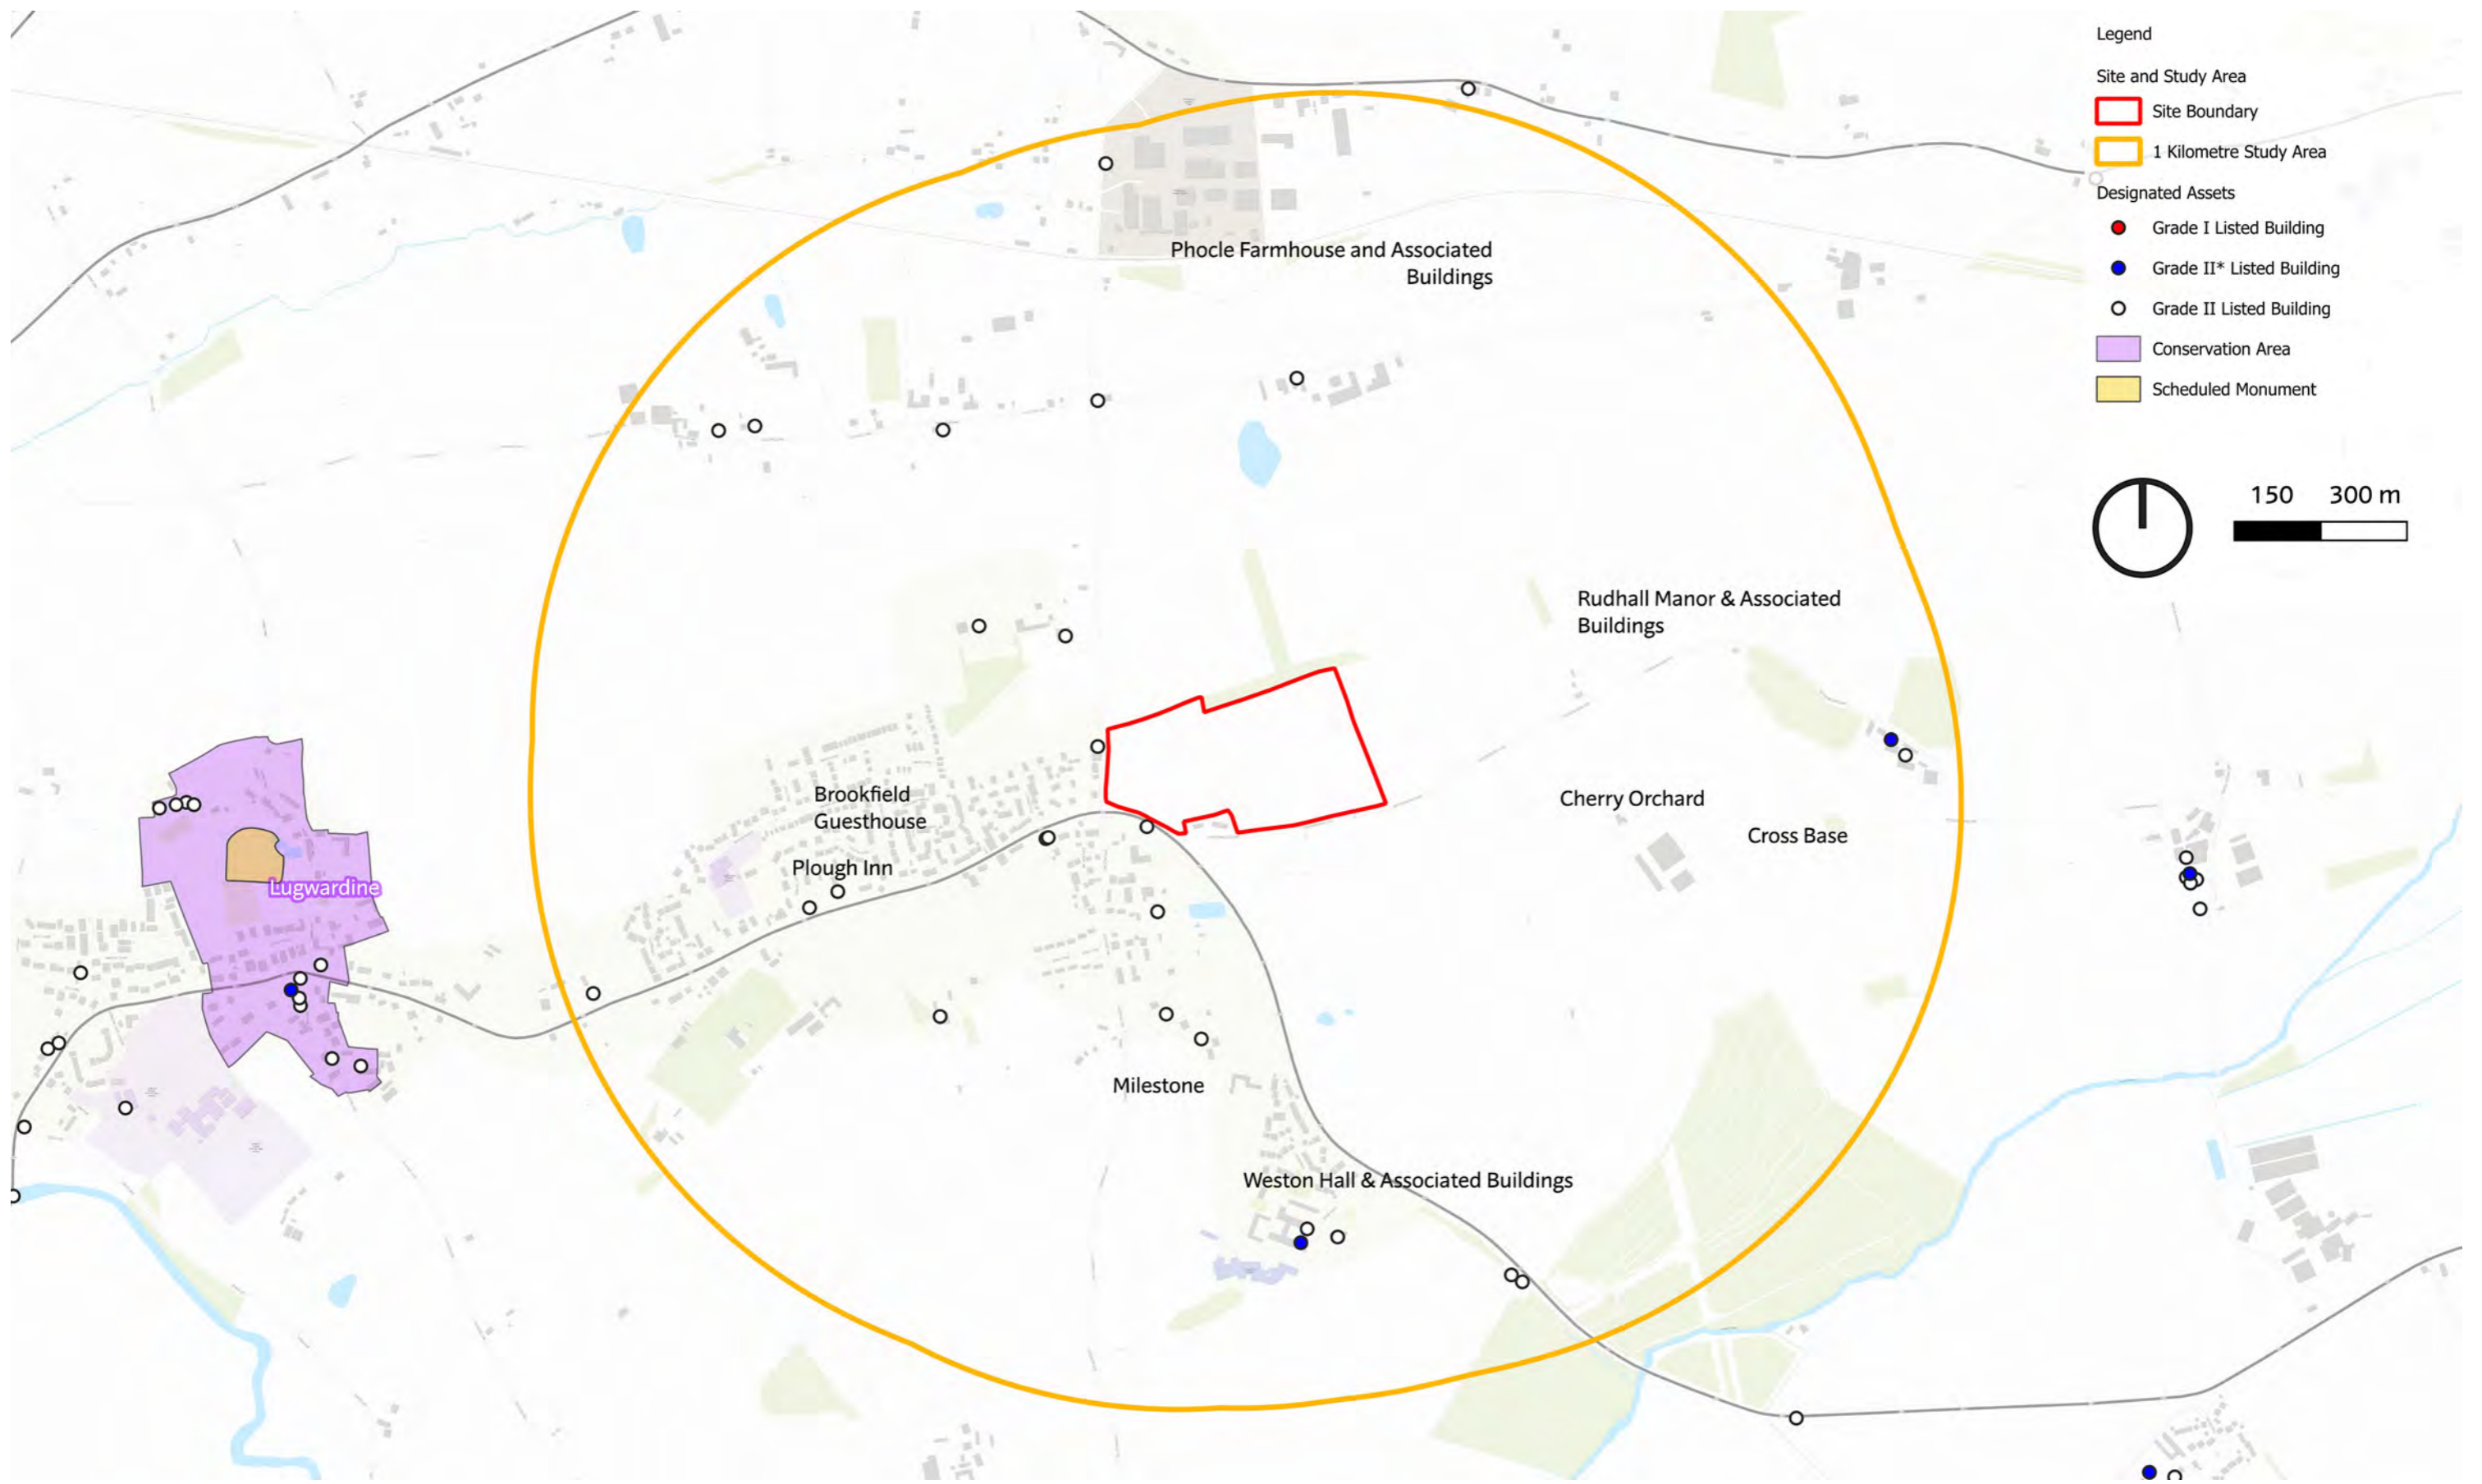 Legend
Site and Study Area
Site Boundary
1 Kilometre Study Area
Designated Assets
Grade I Listed Building
Grade II* Listed Building
Grade II Listed Building
Conservation Area
Scheduled Monument
150 300 m
Phocle Farmhouse and Associated
Buildings
Rudhall Manor & Associated
Buildings
Brookfield
Guesthouse
Cherry Orchard
Cross Base
Plough Inn
Lugwardine
Milestone
Weston Hall & Associated Buildings